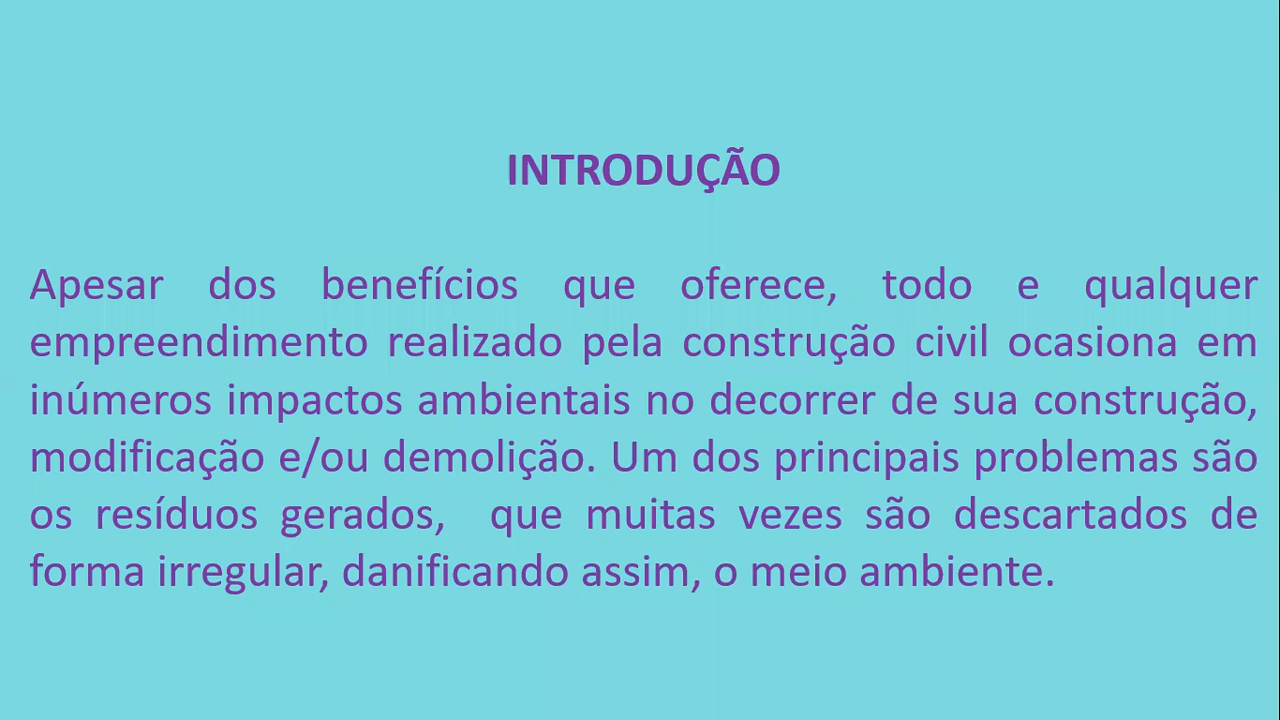 INTRODUÇÃO
Apesar dos benefícios que oferece, todo e qualquer
empreendimento realizado pela construção civil ocasiona em
inúmeros impactos ambientais no decorrer de sua construção,
modificação e/ou demolição. Um dos principais problemas são
os resíduos gerados,  que muitas vezes são descartados de
forma irregular, danificando assim, o meio ambiente.